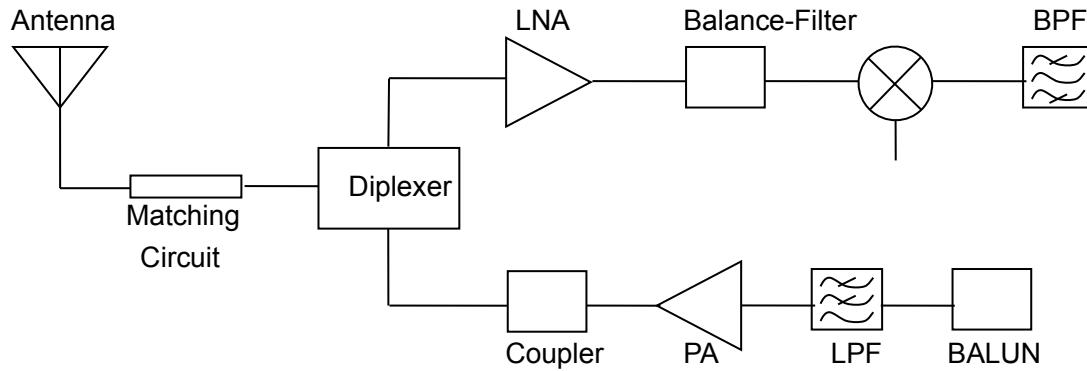 Antenna
LNA
Balance-Filter
BPF
Diplexer
Matching
Circuit
Coupler
PA
LPF
BALUN